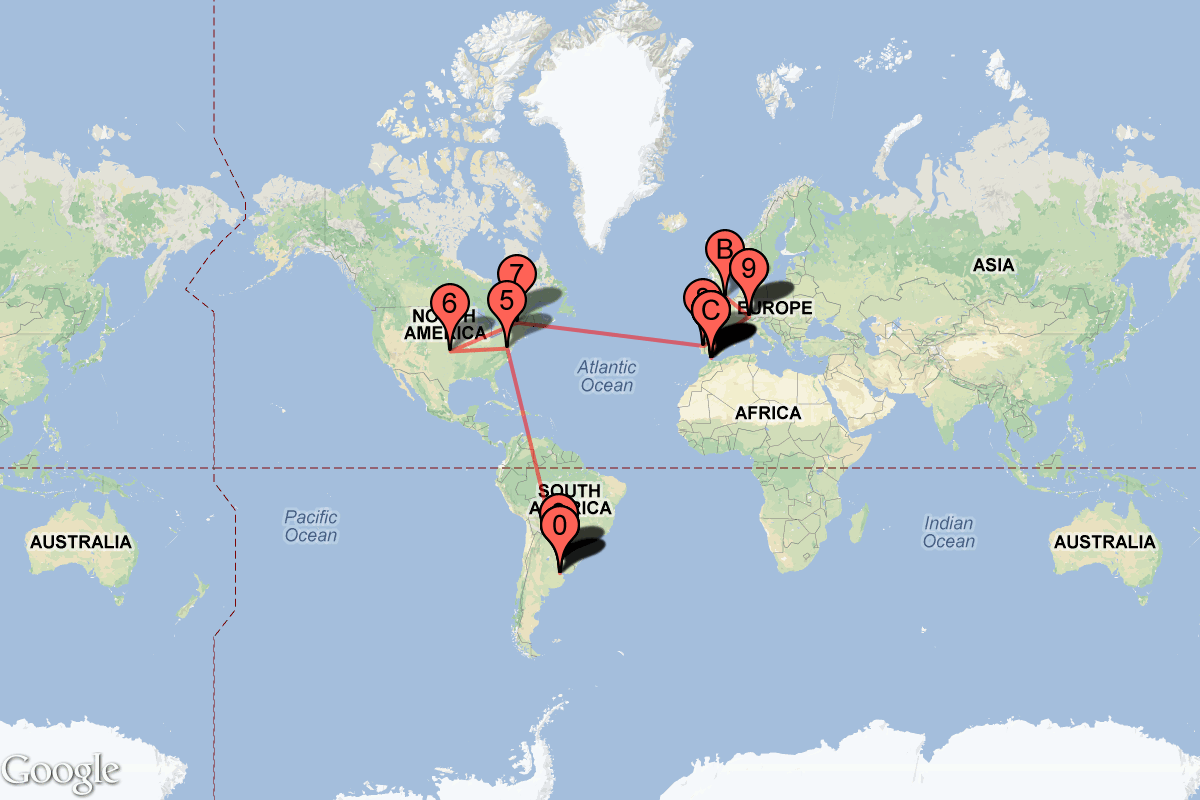 B
9
ASIA
7
6
5
8
C
NORTH
AMERICA
EUROPE
Atlantic
Ocean
AFRICA
SOUTH
AMERICA
0
Pacific
Ocean
Indian
Ocean
AUSTRALIA
AUSTRALIA
Google